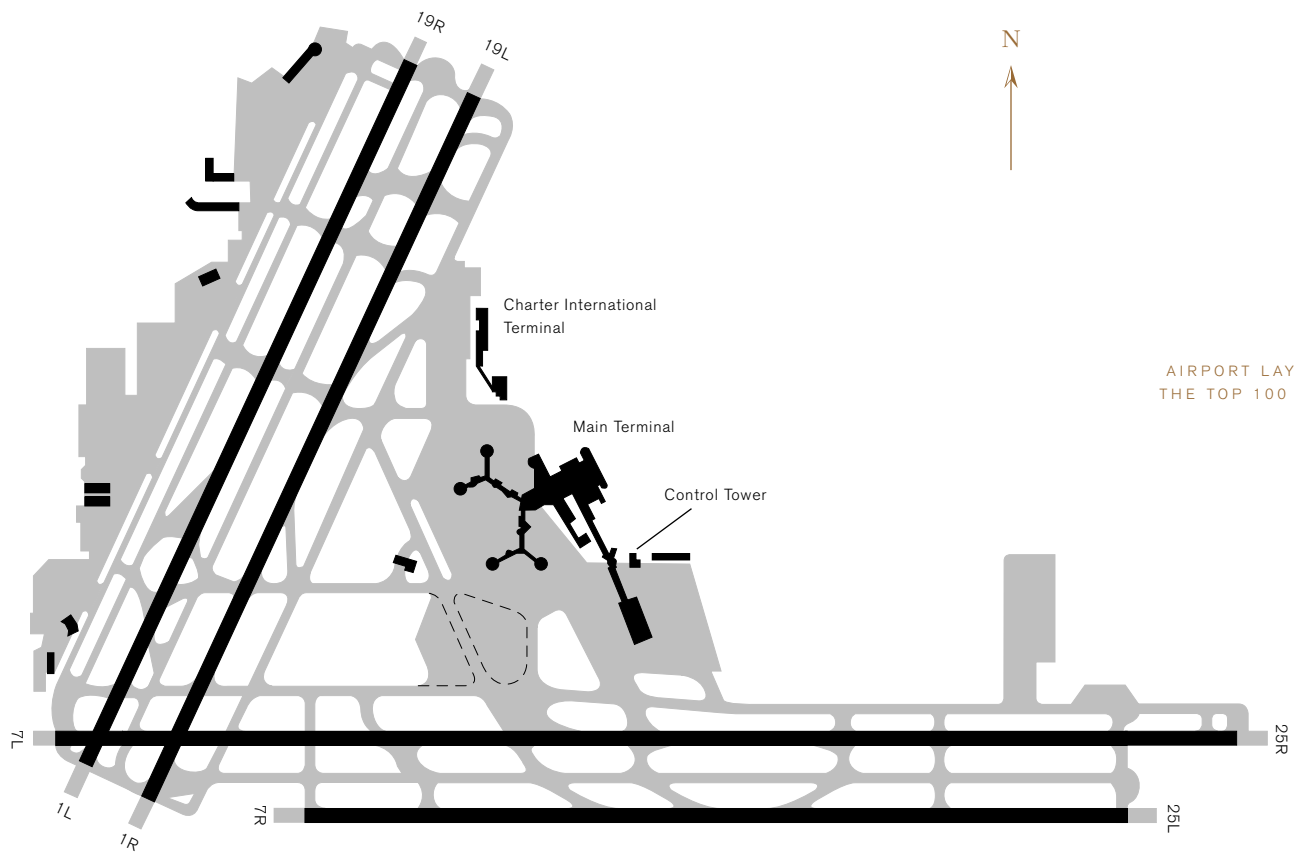 19R
19L
N
Charter International
Terminal
AIRPORT LAY
THE TOP 100
Main Terminal
Control Tower
7L
25R
1L
7R
25L
1R